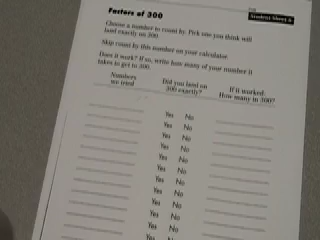 Factors of 300
Student Sheet 6
Choose a number to count by. Pick one you think will
land exactly on 300.
Skip count by this number on your calculator.
Does it work? If so, write how many of your number it
takes to get to 300.
Numbers
we tried
Did you land on
300 exactly?
If it worked:
How many in 300?
Yes No
Yes No
Yes No
Yes No
Yes No
Yes No
Yes No
Yes No
Yes No
Yes No
Yes No
Yes No